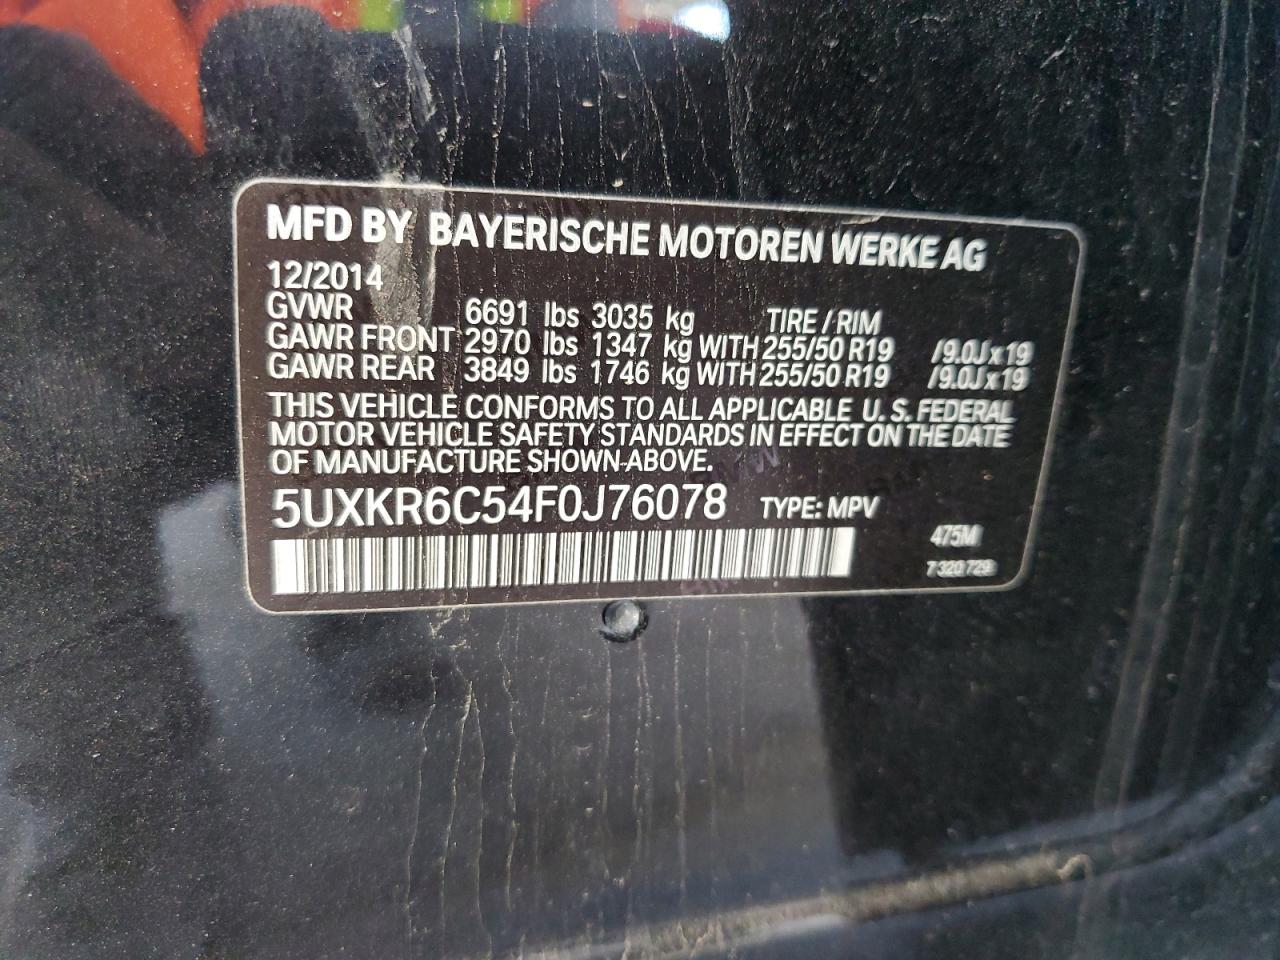 MFD BY BAYERISCHE MOTOREN WERKE AG
12/2014
GVWR 6691 lbs 3035 kg TIRE / RIM
GAWR FRONT 2970 lbs 1347 kg WITH 255/50 R19 /9.0J x 19
GAWR REAR 3849 lbs 1746 kg WITH 255/50 R19 /9.0J x 19
THIS VEHICLE CONFORMS TO ALL APPLICABLE U. S. FEDERAL
MOTOR VEHICLE SAFETY STANDARDS IN EFFECT ON THE DATE
OF MANUFACTURE SHOWN ABOVE.
5UXKR6C54F0J76078 TYPE: MPV
475M
7 320 729